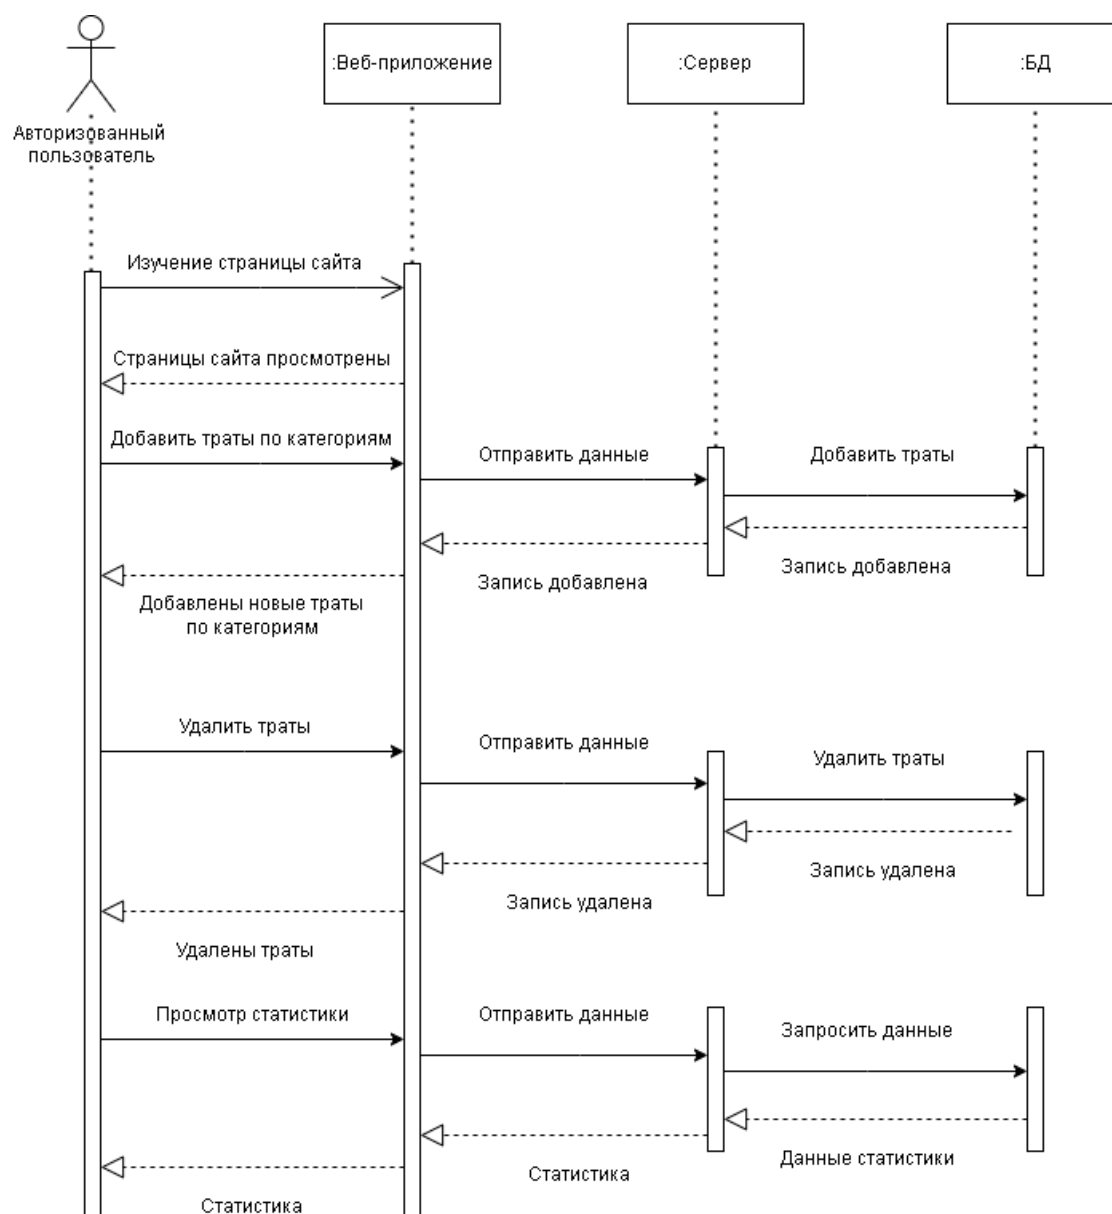 :Веб-приложение
:Сервер
:БД
Авторизованный
пользователь
Изучение страницы сайта
Страницы сайта просмотрены
Добавить траты по категориям
Отправить данные
Добавить траты
Запись добавлена
Запись добавлена
Добавлены новые траты
по категориям
Удалить траты
Отправить данные
Удалить траты
Запись удалена
Запись удалена
Удалены траты
Просмотр статистики
Отправить данные
Запросить данные
Данные статистики
Статистика
Статистика